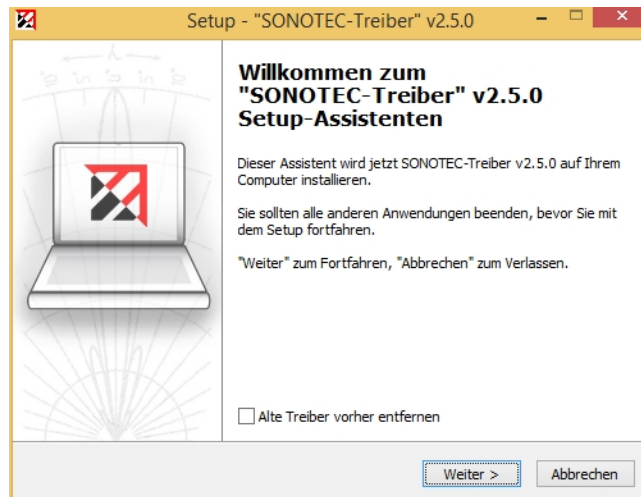 Setup - "SONOTEC-Treiber" v2.5.0
Willkommen zum
"SONOTEC-Treiber" v2.5.0
Setup-Assistenten
Dieser Assistent wird jetzt SONOTEC-Treiber v2.5.0 auf Ihrem
Computer installieren.
Sie sollten alle anderen Anwendungen beenden, bevor Sie mit
dem Setup fortfahren.
"Weiter" zum Fortfahren, "Abbrechen" zum Verlassen.
Alte Treiber vorher entfernen
Weiter >
Abbrechen